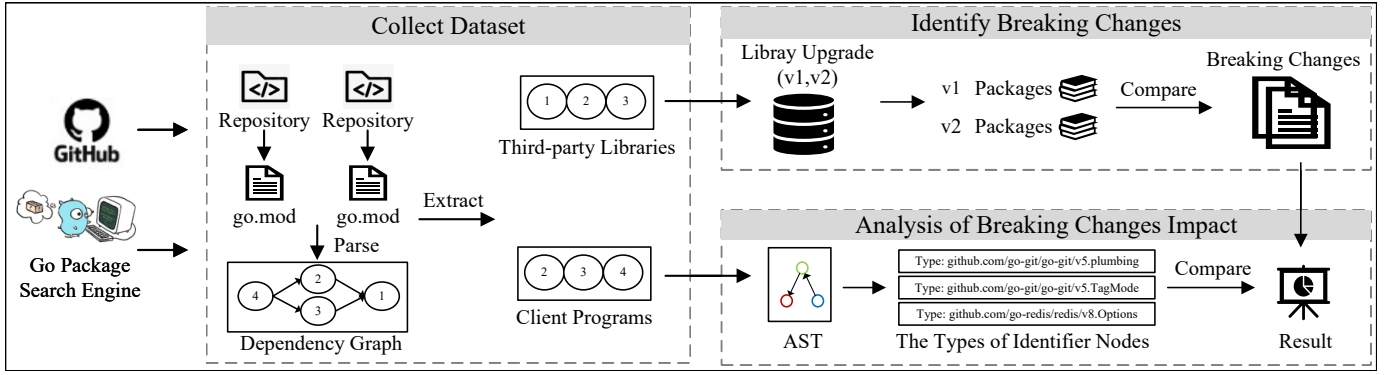 Collect Dataset
Identify Breaking Changes
GitHub
Go Package
Search Engine
</>
</>
Repository
Repository
go.mod
go.mod
Parse
4
2
3
1
Dependency Graph
Extract
1
2
3
Third-party Libraries
2
3
4
Client Programs
Libray Upgrade
(v1,v2)
v1 Packages
v2 Packages
Compare
Breaking Changes
Analysis of Breaking Changes Impact
AST
Type: github.com/go-git/go-git/v5.plumbing
Type: github.com/go-git/go-git/v5.TagMode
Type: github.com/go-redis/redis/v8.Options
The Types of Identifier Nodes
Compare
Result